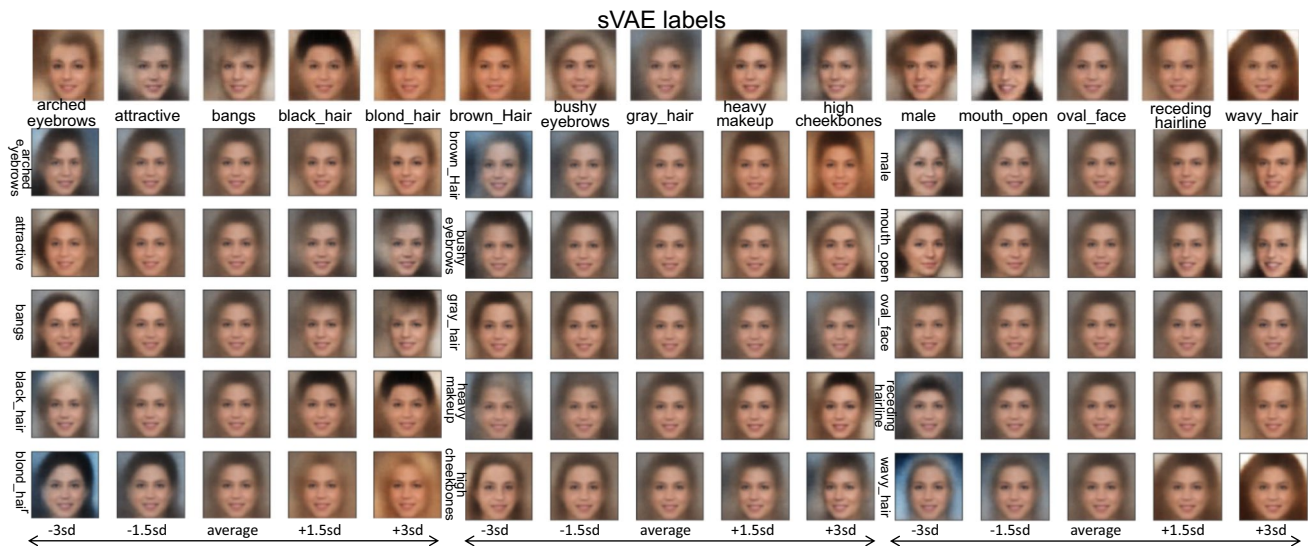 sVAE labels
arched
eyebrows
attractive
bangs
black_hair
blond_hair
brown_Hair
bushy
eyebrows
gray_hair
heavy
makeup
high
cheekbones
male
mouth_open
oval_face
receding
hairline
wavy_hair
arched
eyebrows
brown_Hair
male
attractive
bushy
eyebrows
mouth_open
bangs
gray_hair
oval_face
black_hair
heavy
makeup
receding
hairline
blond_hair
high
cheekbones
wavy_hair
-3sd -1.5sd average +1.5sd +3sd -3sd -1.5sd average +1.5sd +3sd -3sd -1.5sd average +1.5sd +3sd